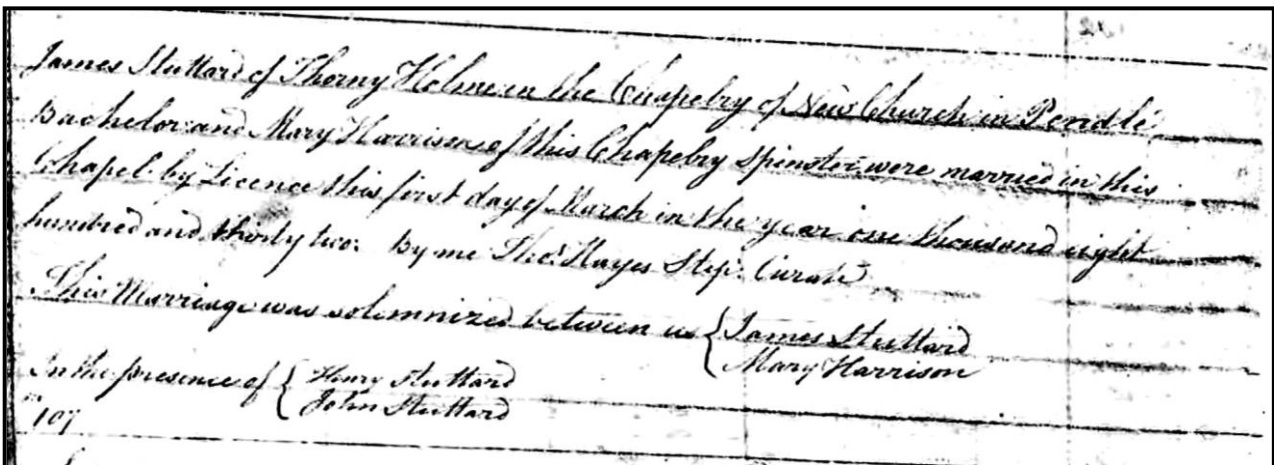 James Stuttard of Thorny Holme in the Chapelry of New Church in Pendle
Bachelor and Mary Harrison of this Chapelry Spinster were married in this
Chapel by Licence this first day of March in the year one thousand eight
hundred and thirty two. By me Thos. Hayes Stip. Curate
This Marriage was solemnized between us { James Stuttard
Mary Harrison
In the presence of { Henry Stuttard
John Stuttard
No 107